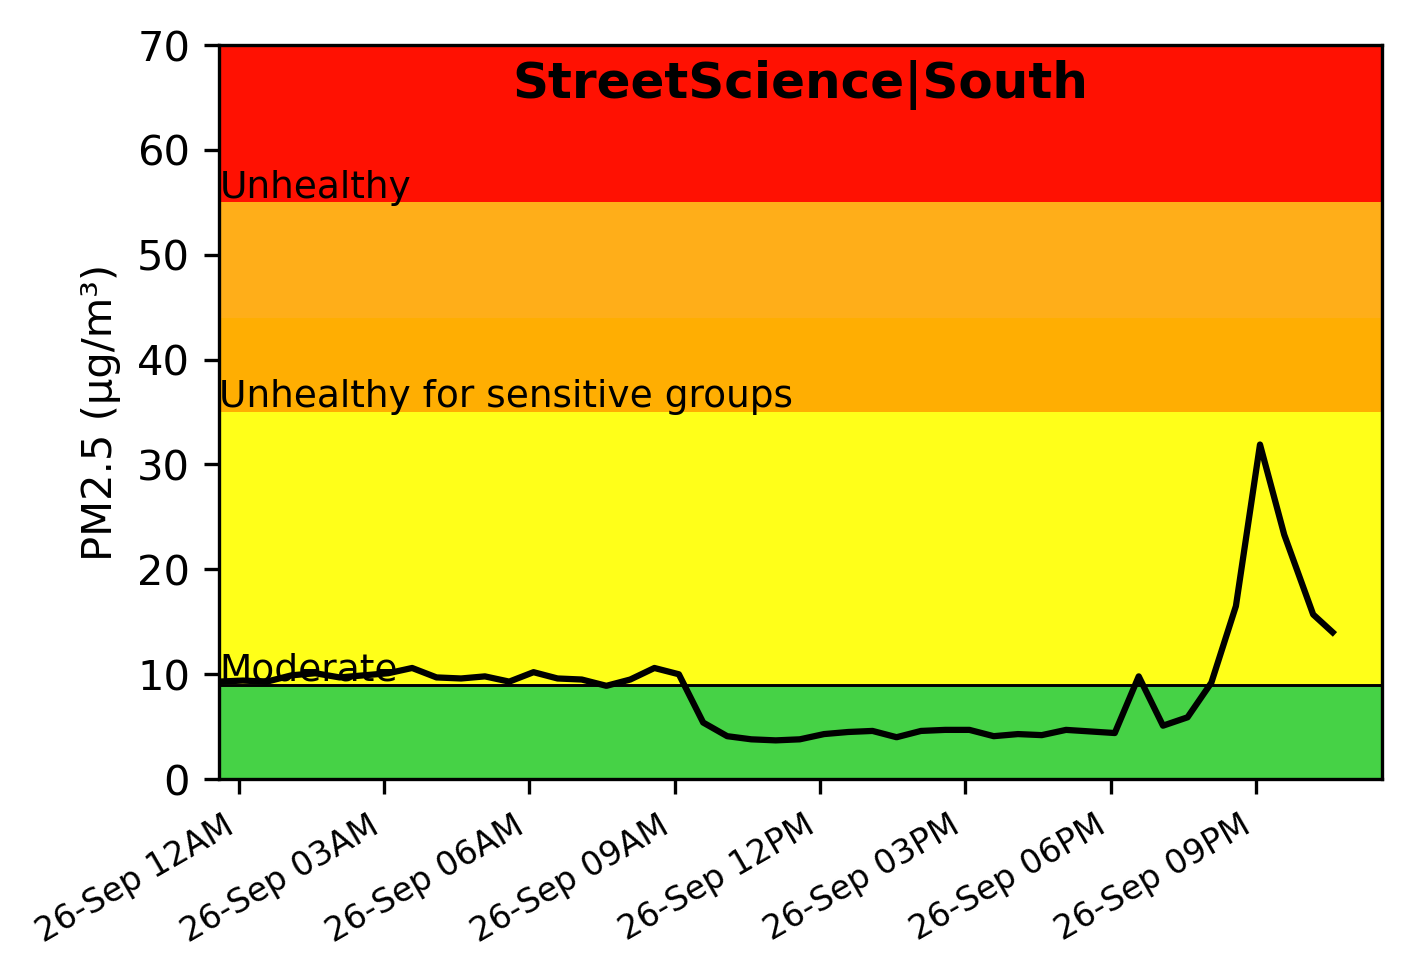 StreetScience|South
70
60
50
40
30
20
10
0
PM2.5 (µg/m³)
Unhealthy
Unhealthy for sensitive groups
Moderate
26-Sep 12AM
26-Sep 03AM
26-Sep 06AM
26-Sep 09AM
26-Sep 12PM
26-Sep 03PM
26-Sep 06PM
26-Sep 09PM